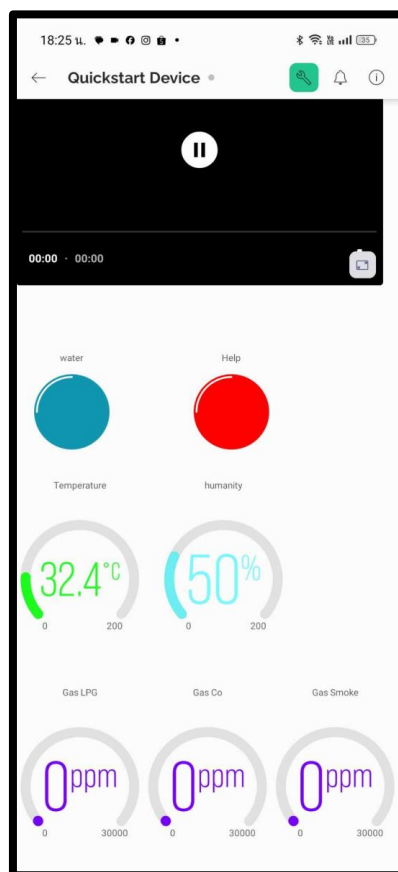 18:25 น.
35
Quickstart Device
00:00 · 00:00
water Help
Temperature humanity
32.4°C 50%
0 200 0 200
Gas LPG Gas Co Gas Smoke
0ppm 0ppm 0ppm
0 30000 0 30000 0 30000